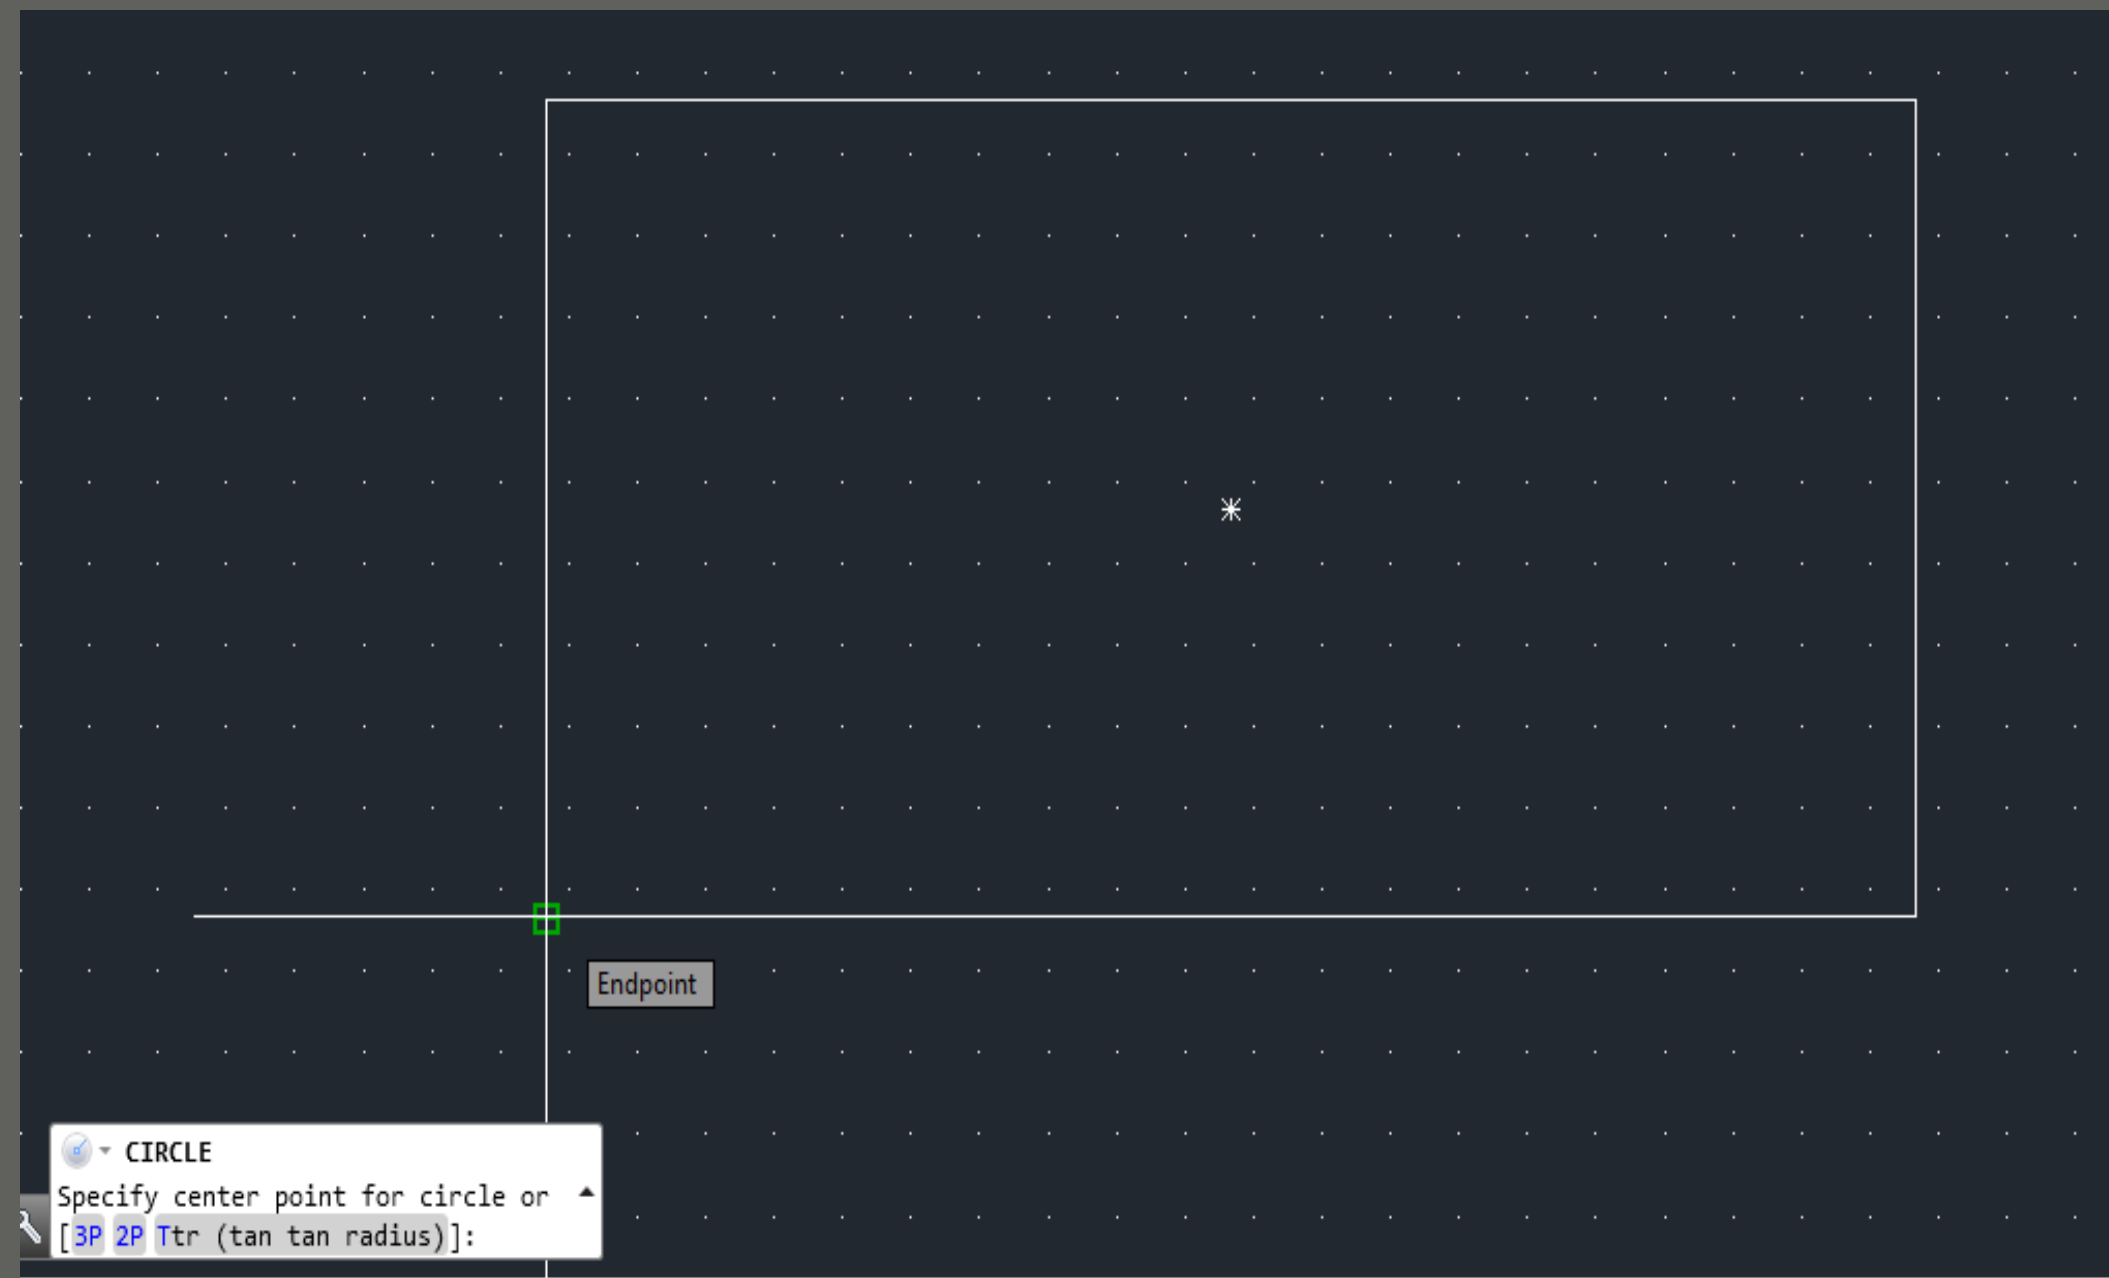 Endpoint
CIRCLE
Specify center point for circle or
[3P 2P Ttr (tan tan radius)]: